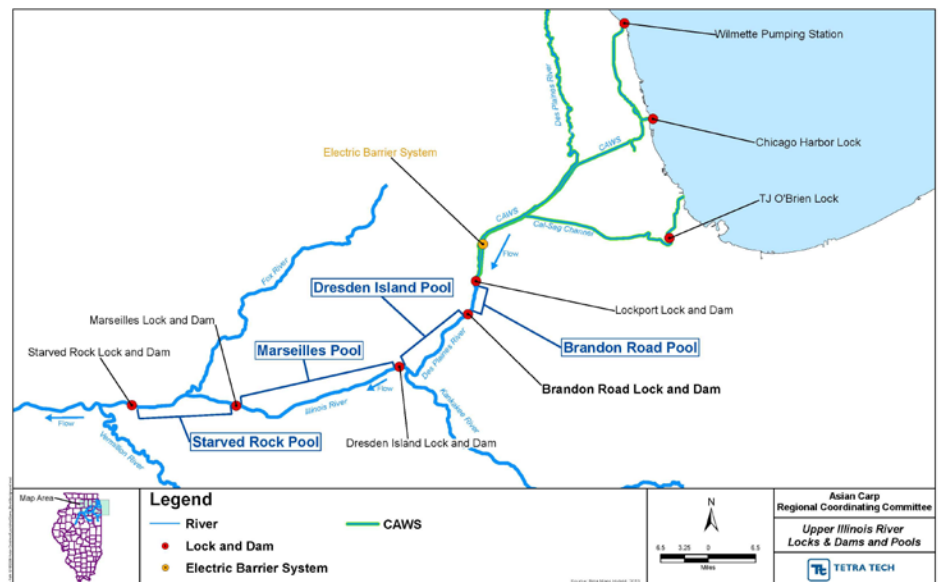 Wilmette Pumping Station
Des Plaines River
CAWS
Chicago Harbor Lock
Electric Barrier System
TJ O'Brien Lock
CAWS
Cal-Sag Channel
Flow
Fox River
Dresden Island Pool
Lockport Lock and Dam
Marseilles Lock and Dam
Marseilles Pool
Brandon Road Pool
Starved Rock Lock and Dam
Des Plaines River
Brandon Road Lock and Dam
Flow
Illinois River
Kankakee River
Flow
Starved Rock Pool
Dresden Island Lock and Dam
Vermilion River
Map Area
Legend
River
CAWS
Lock and Dam
Electric Barrier System
N
6.5 3.25 0 6.5
Miles
Asian Carp
Regional Coordinating Committee
Upper Illinois River
Locks & Dams and Pools
TETRA TECH